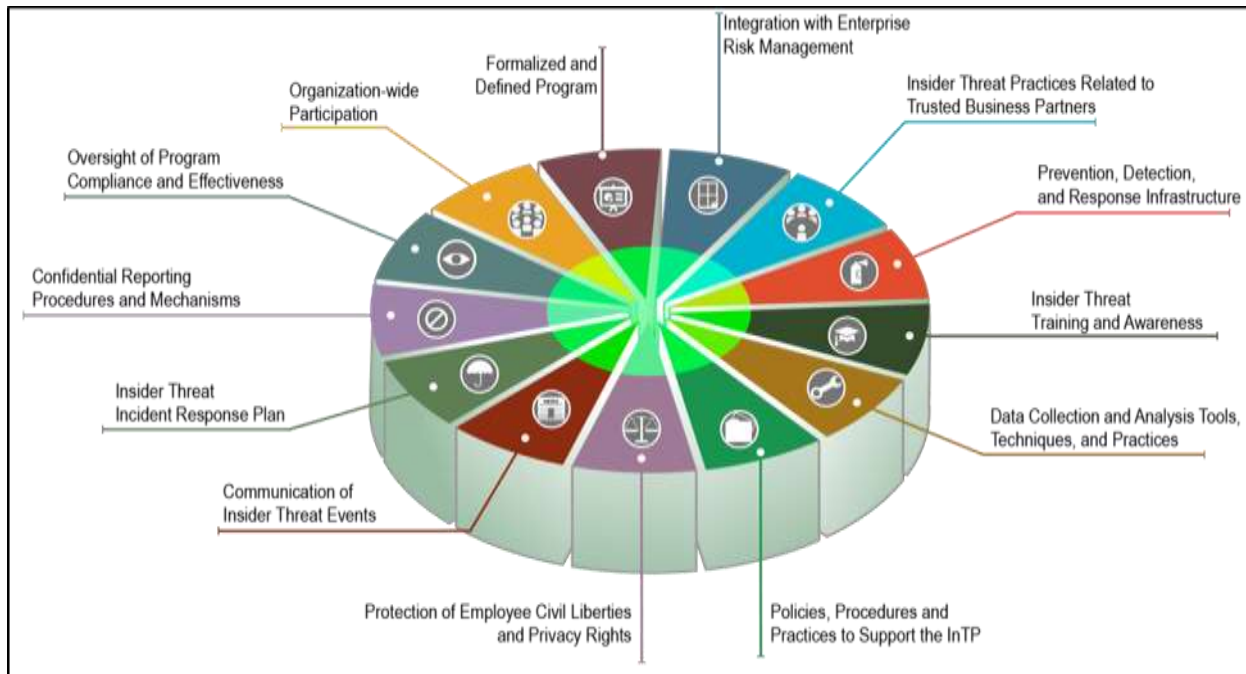 Integration with Enterprise
Risk Management
Formalized and
Defined Program
Insider Threat Practices Related to
Trusted Business Partners
Organization-wide
Participation
Oversight of Program
Compliance and Effectiveness
Prevention, Detection,
and Response Infrastructure
Confidential Reporting
Procedures and Mechanisms
Insider Threat
Training and Awareness
Insider Threat
Incident Response Plan
Data Collection and Analysis Tools,
Techniques, and Practices
Communication of
Insider Threat Events
Protection of Employee Civil Liberties
and Privacy Rights
Policies, Procedures and
Practices to Support the InTP